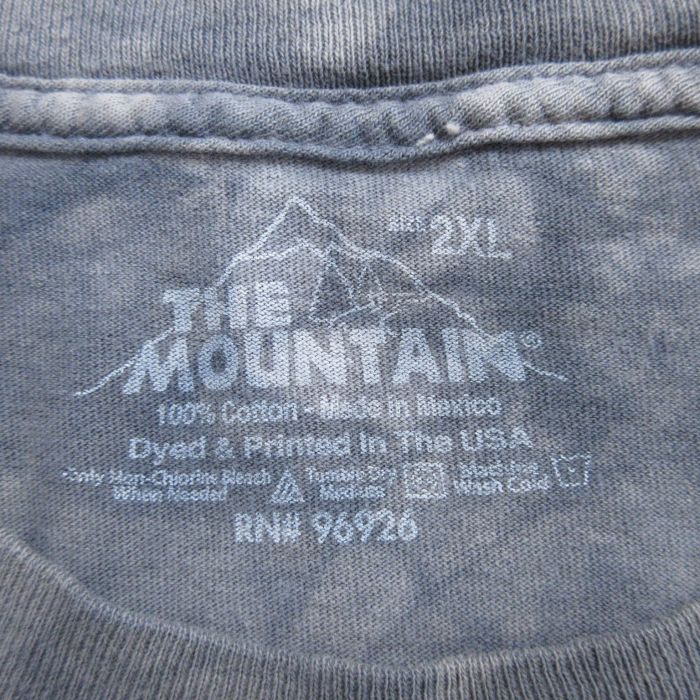 SIZE 2XL
THE
MOUNTAIN®
100% Cotton - Made In Mexico
Dyed & Printed In The USA
Only Non-Chlorine Bleach
When Needed
Tumble Dry
Medium
Machine
Wash Cold
RN# 96926